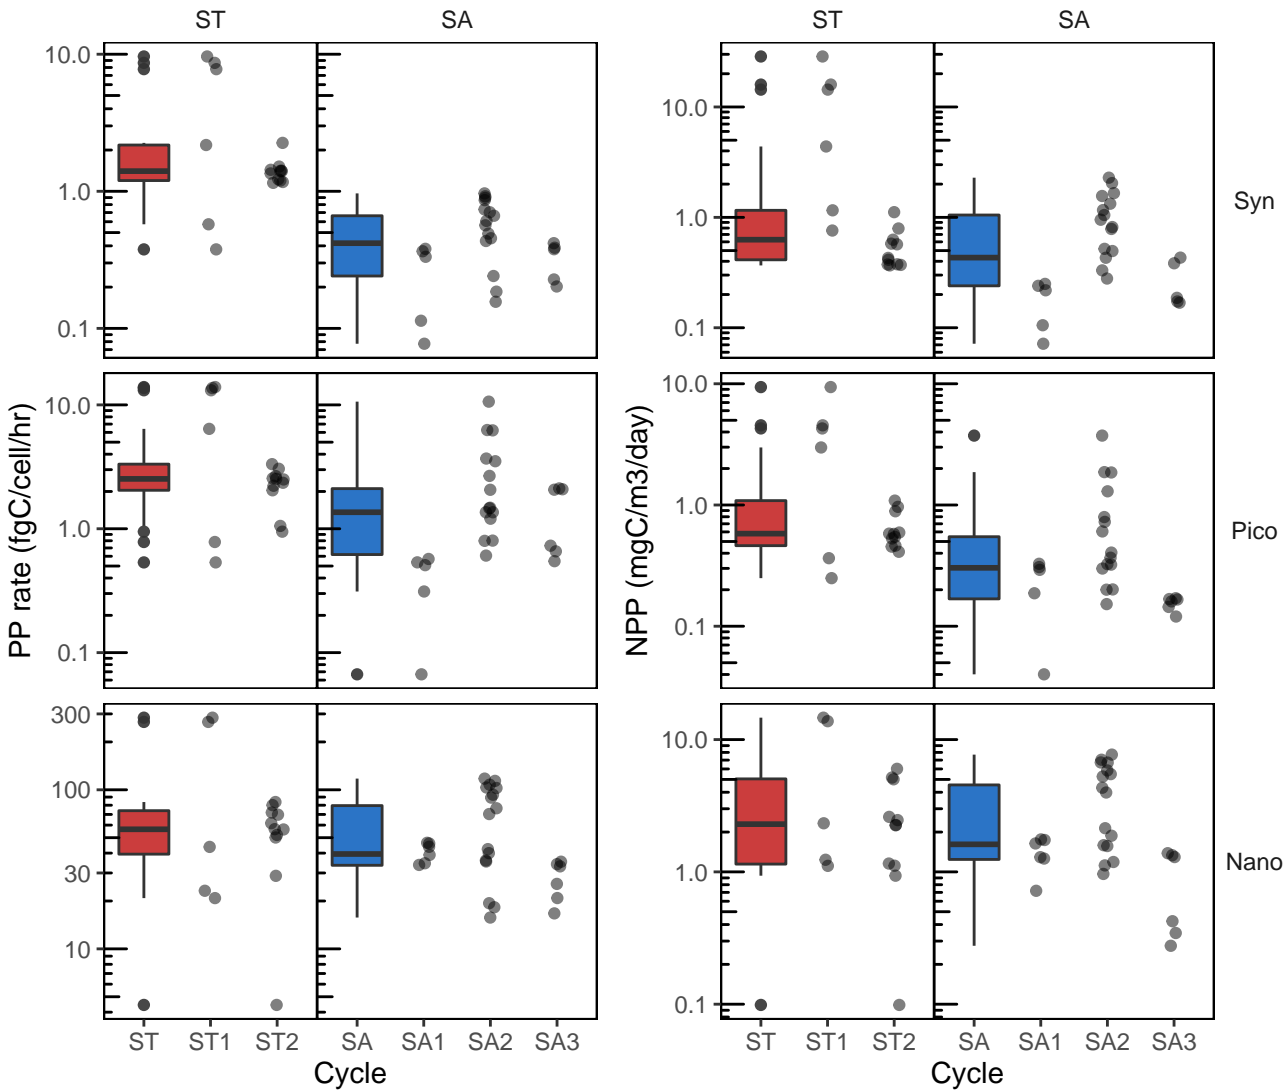 ST SA ST SA
10.0
1.0
0.1
10.0
1.0
0.1
Syn
PP rate (fgC/cell/hr)
10.0
1.0
0.1
NPP (mgC/m3/day)
10.0
1.0
0.1
Pico
300
100
30
10
10.0
1.0
0.1
Nano
ST ST1 ST2 SA SA1 SA2 SA3
ST ST1 ST2 SA SA1 SA2 SA3
Cycle
Cycle